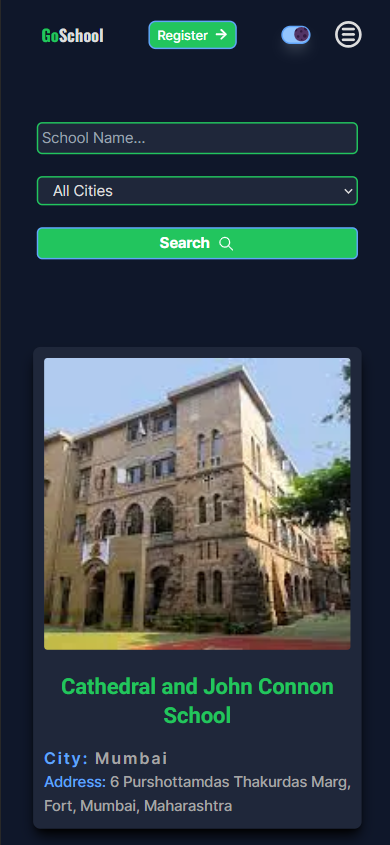 GoSchool
Register
School Name...
All Cities
Search
Cathedral and John Connon
School
City: Mumbai
Address: 6 Purshottamdas Thakurdas Marg,
Fort, Mumbai, Maharashtra